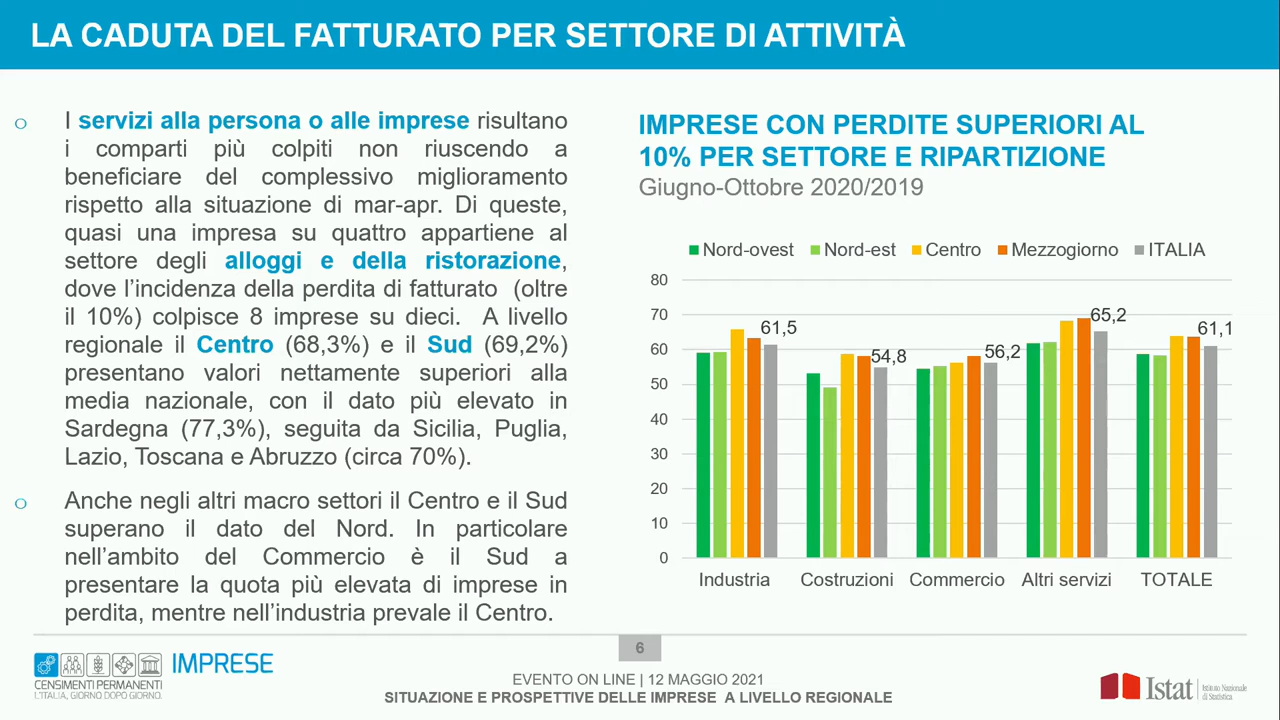 LA CADUTA DEL FATTURATO PER SETTORE DI ATTIVITÀ
o I servizi alla persona o alle imprese risultano
i comparti più colpiti non riuscendo a
beneficiare del complessivo miglioramento
rispetto alla situazione di mar-apr. Di queste,
quasi una impresa su quattro appartiene al
settore degli alloggi e della ristorazione,
dove l'incidenza della perdita di fatturato (oltre
il 10%) colpisce 8 imprese su dieci. A livello
regionale il Centro (68,3%) e il Sud (69,2%)
presentano valori nettamente superiori alla
media nazionale, con il dato più elevato in
Sardegna (77,3%), seguita da Sicilia, Puglia,
Lazio, Toscana e Abruzzo (circa 70%).
o Anche negli altri macro settori il Centro e il Sud
superano il dato del Nord. In particolare
nell'ambito del Commercio è il Sud a
presentare la quota più elevata di imprese in
perdita, mentre nell'industria prevale il Centro.
IMPRESE CON PERDITE SUPERIORI AL
10% PER SETTORE E RIPARTIZIONE
Giugno-Ottobre 2020/2019
Nord-ovest Nord-est Centro Mezzogiorno ITALIA
80
70
60
50
40
30
20
10
0
61,5
54,8
56,2
65,2
61,1
Industria Costruzioni Commercio Altri servizi TOTALE
6
IMPRESE
CENSIMENTI PERMANENTI
L'ITALIA, GIORNO DOPO GIORNO.
EVENTO ON LINE | 12 MAGGIO 2021
SITUAZIONE E PROSPETTIVE DELLE IMPRESE A LIVELLO REGIONALE
Istat
Istituto Nazionale
di Statistica